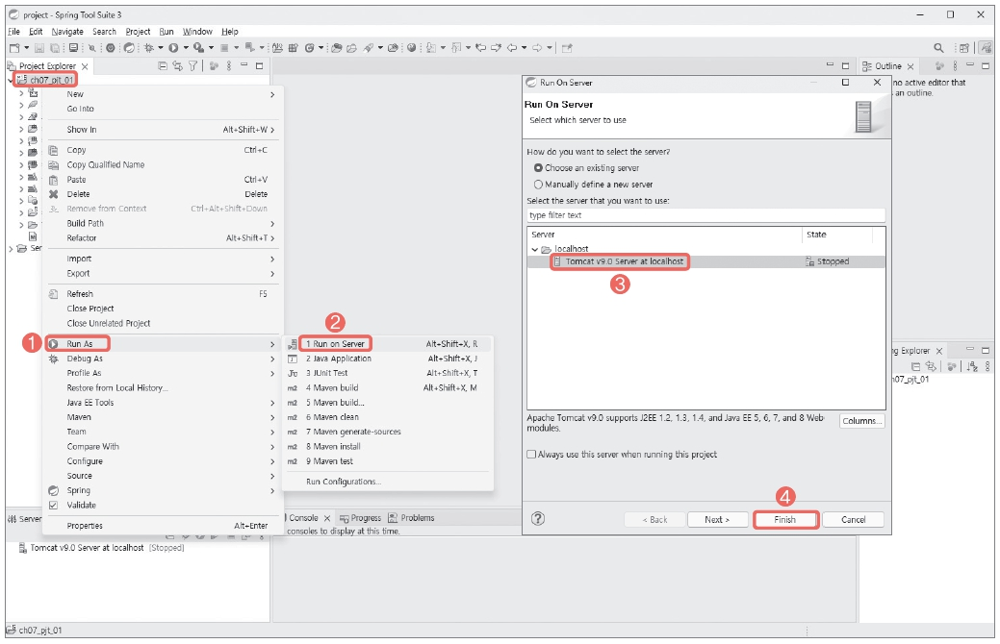 project - Spring Tool Suite 3
File Edit Navigate Search Project Run Window Help
Project Explorer
ch07_pjt_01
Ser
New
Go Into
Show In Alt+Shift+W >
Copy Ctrl+C
Copy Qualified Name
Paste Ctrl+V
Delete Delete
Remove from Context Ctrl+Alt+Shift+Down
Build Path
Refactor Alt+Shift+T >
Import
Export
Refresh F5
Close Project
Close Unrelated Project
1 Run As
Debug As
Profile As
Restore from Local History...
Java EE Tools
Maven
Team
Compare With
Configure
Source
Spring
Validate
Properties Alt+Enter
2
1 Run on Server Alt+Shift+X, R
2 Java Application Alt+Shift+X, J
3 JUnit Test Alt+Shift+X, T
4 Maven build Alt+Shift+X, M
5 Maven build...
6 Maven clean
7 Maven generate-sources
8 Maven install
9 Maven test
Run Configurations...
Run On Server
Run On Server
Select which server to use
How do you want to select the server?
Choose an existing server
Manually define a new server
Select the server that you want to use:
type filter text
Server State
localhost
Tomcat v9.0 Server at localhost Stopped
3
Apache Tomcat v9.0 supports J2EE 1.2, 1.3, 1.4, and Java EE 5, 6, 7, and 8 Web
modules.
Columns...
Always use this server when running this project
4
< Back Next > Finish Cancel
Outline
no active editor that
an outline.
ng Explorer
h07_pjt_01
Server
Tomcat v9.0 Server at localhost [Stopped]
Console Progress Problems
consoles to display at this time.
ch07_pjt_01